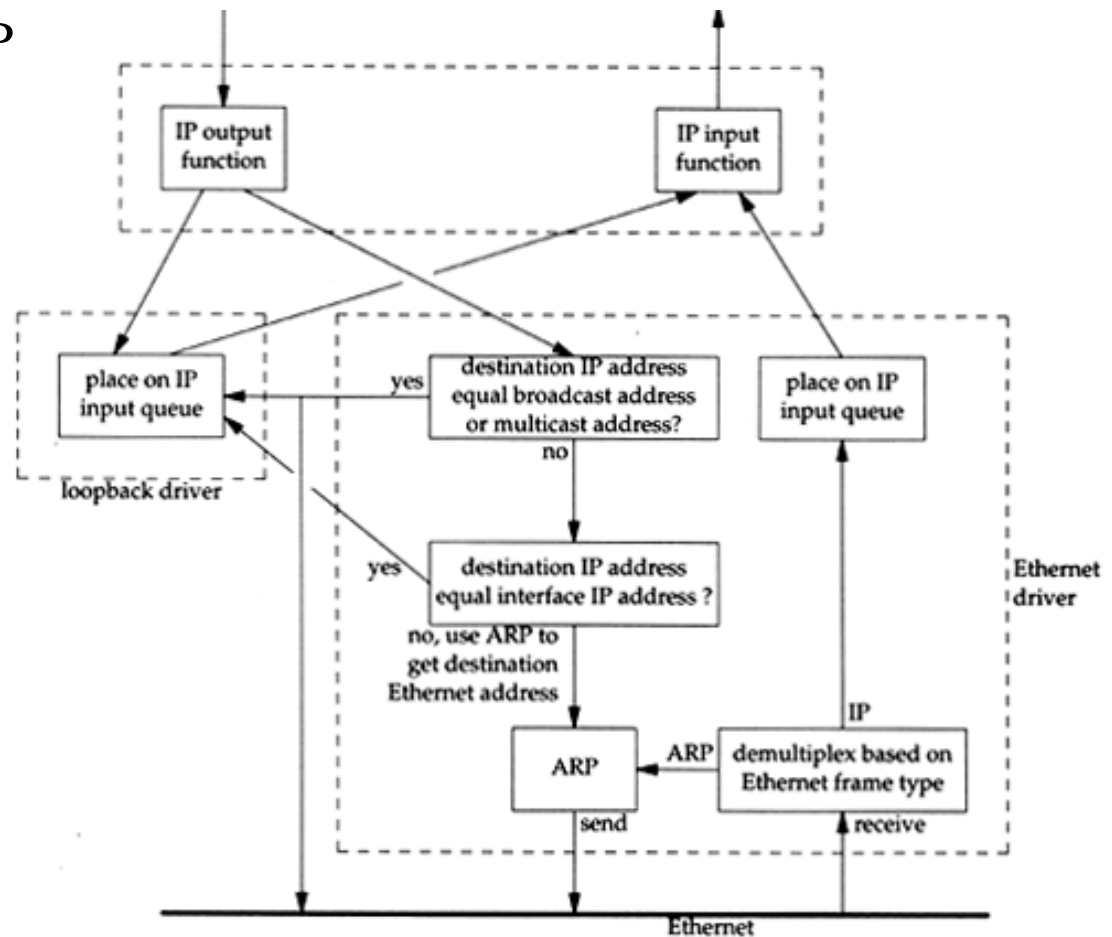 IP output
function
IP input
function
place on IP
input queue
loopback driver
yes
destination IP address
equal broadcast address
or multicast address?
no
place on IP
input queue
yes
destination IP address
equal interface IP address ?
no, use ARP to
get destination
Ethernet address
Ethernet
driver
IP
ARP
ARP
demultiplex based on
Ethernet frame type
send
receive
Ethernet